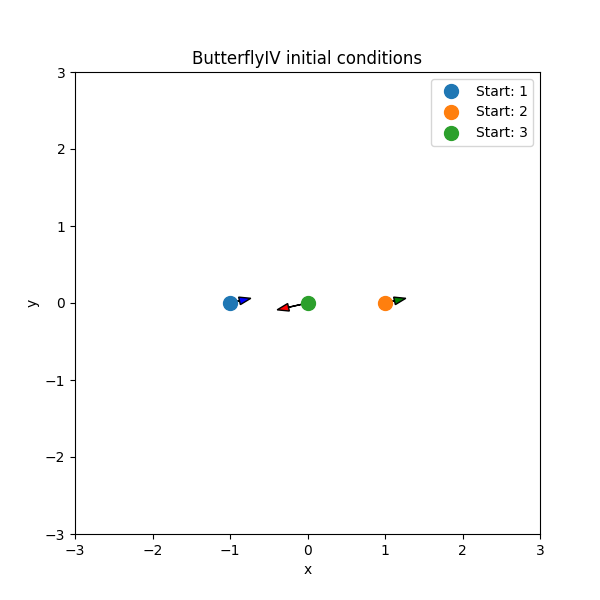 ButterflyIV initial conditions
Start: 1
Start: 2
Start: 3
3
2
1
0
−1
−2
−3
y
−3 −2 −1 0 1 2 3
x